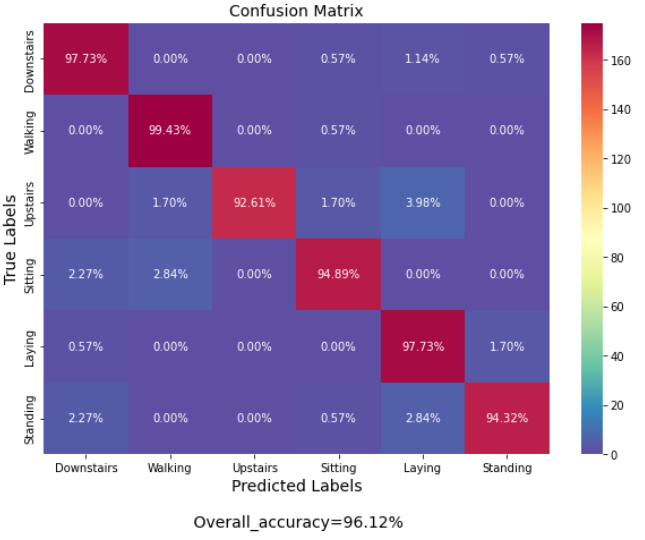 Confusion Matrix
True Labels
Downstairs 97.73% 0.00% 0.00% 0.57% 1.14% 0.57%
Walking 0.00% 99.43% 0.00% 0.57% 0.00% 0.00%
Upstairs 0.00% 1.70% 92.61% 1.70% 3.98% 0.00%
Sitting 2.27% 2.84% 0.00% 94.89% 0.00% 0.00%
Laying 0.57% 0.00% 0.00% 0.00% 97.73% 1.70%
Standing 2.27% 0.00% 0.00% 0.57% 2.84% 94.32%
Downstairs Walking Upstairs Sitting Laying Standing
Predicted Labels
160
140
120
100
80
60
40
20
0
Overall_accuracy=96.12%